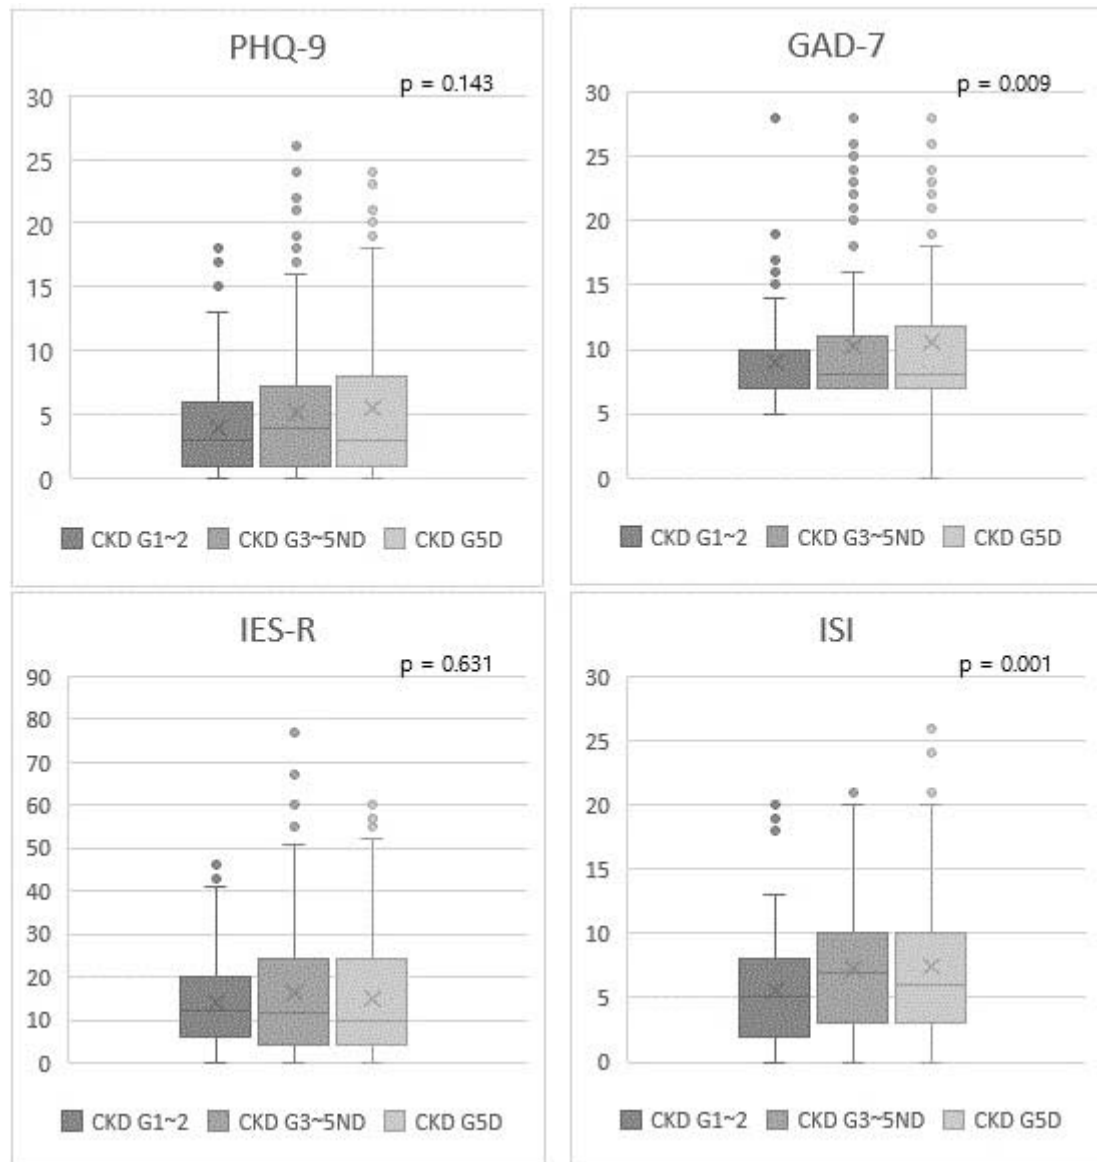 PHQ-9
p = 0.143
30
25
20
15
10
5
0
CKD G1~2 CKD G3~5ND CKD G5D
GAD-7
p = 0.009
30
25
20
15
10
5
0
CKD G1~2 CKD G3~5ND CKD G5D
IES-R
p = 0.631
90
80
70
60
50
40
30
20
10
0
CKD G1~2 CKD G3~5ND CKD G5D
ISI
p = 0.001
30
25
20
15
10
5
0
CKD G1~2 CKD G3~5ND CKD G5D